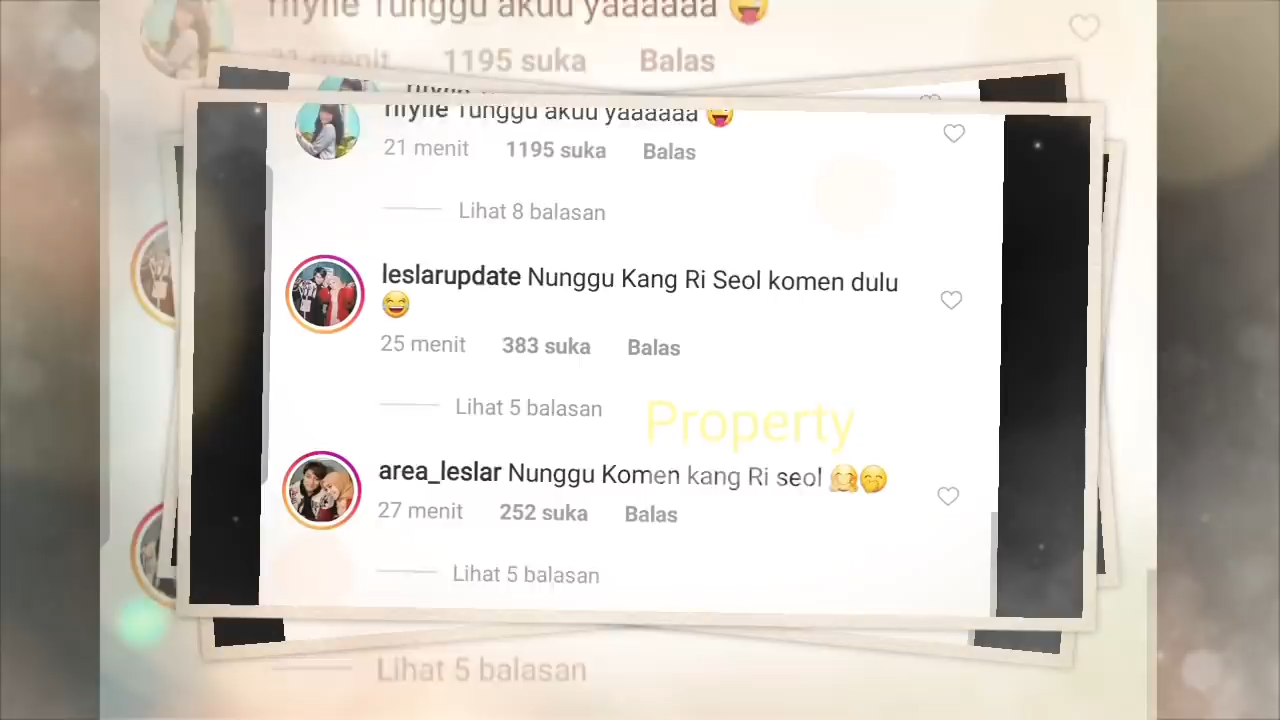 Tunggu akuu yaaaaaa 😜
1195 suka Balas
Tunggu akuu yaaaaaa 😜
21 menit 1195 suka Balas
Lihat 8 balasan
leslarupdate Nunggu Kang Ri Seol komen dulu
😄
25 menit 383 suka Balas
Lihat 5 balasan
Property
area_leslar Nunggu Komen kang Ri seol 🤗🤭
27 menit 252 suka Balas
Lihat 5 balasan
Lihat 5 balasan